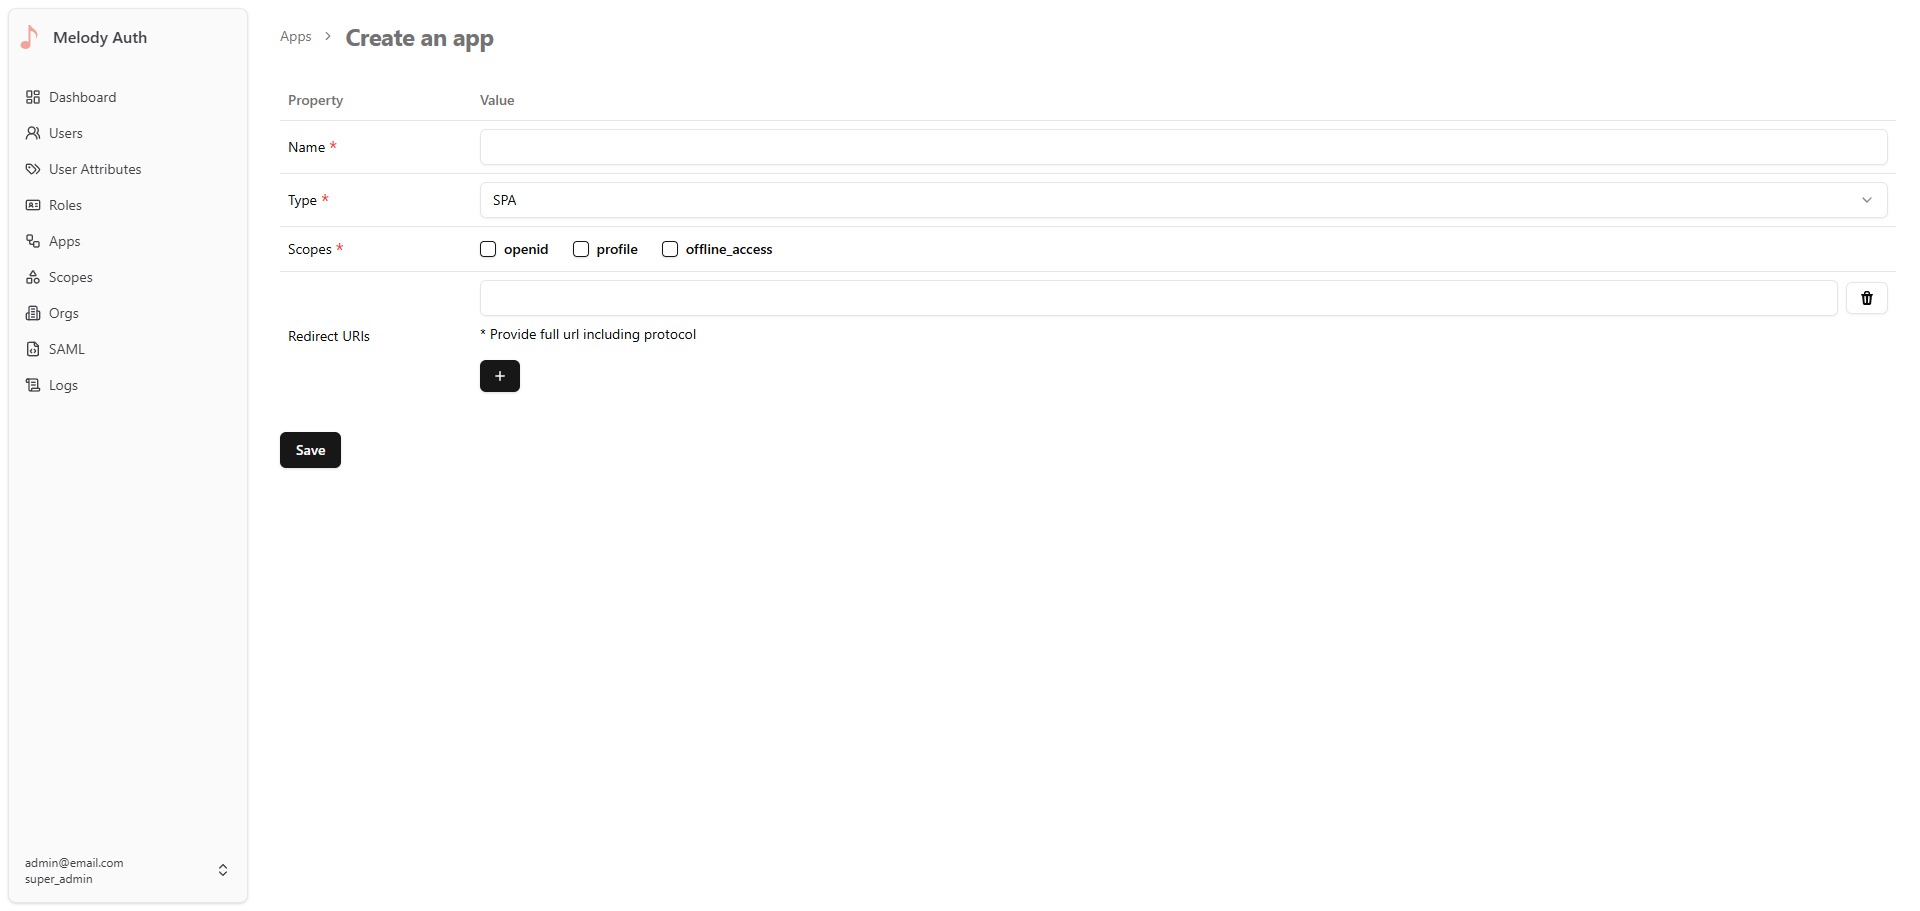 Melody Auth
Dashboard
Users
User Attributes
Roles
Apps
Scopes
Orgs
SAML
Logs
admin@email.com
super_admin
Apps > Create an app
Property Value
Name *
Type * SPA
Scopes * openid profile offline_access
Redirect URIs
* Provide full url including protocol
+
Save